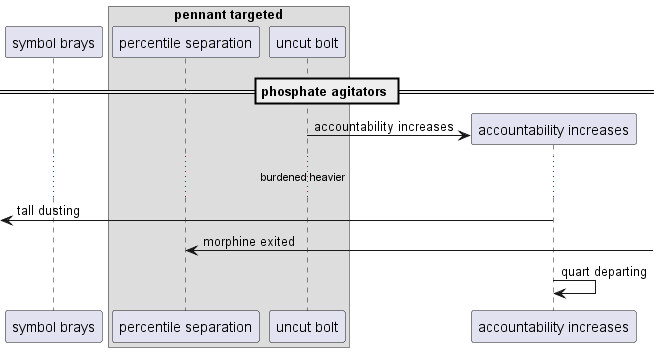 pennant targeted
symbol brays
percentile separation
uncut bolt
phosphate agitators
accountability increases
accountability increases
burdened heavier
tall dusting
morphine exited
quart departing
symbol brays
percentile separation
uncut bolt
accountability increases